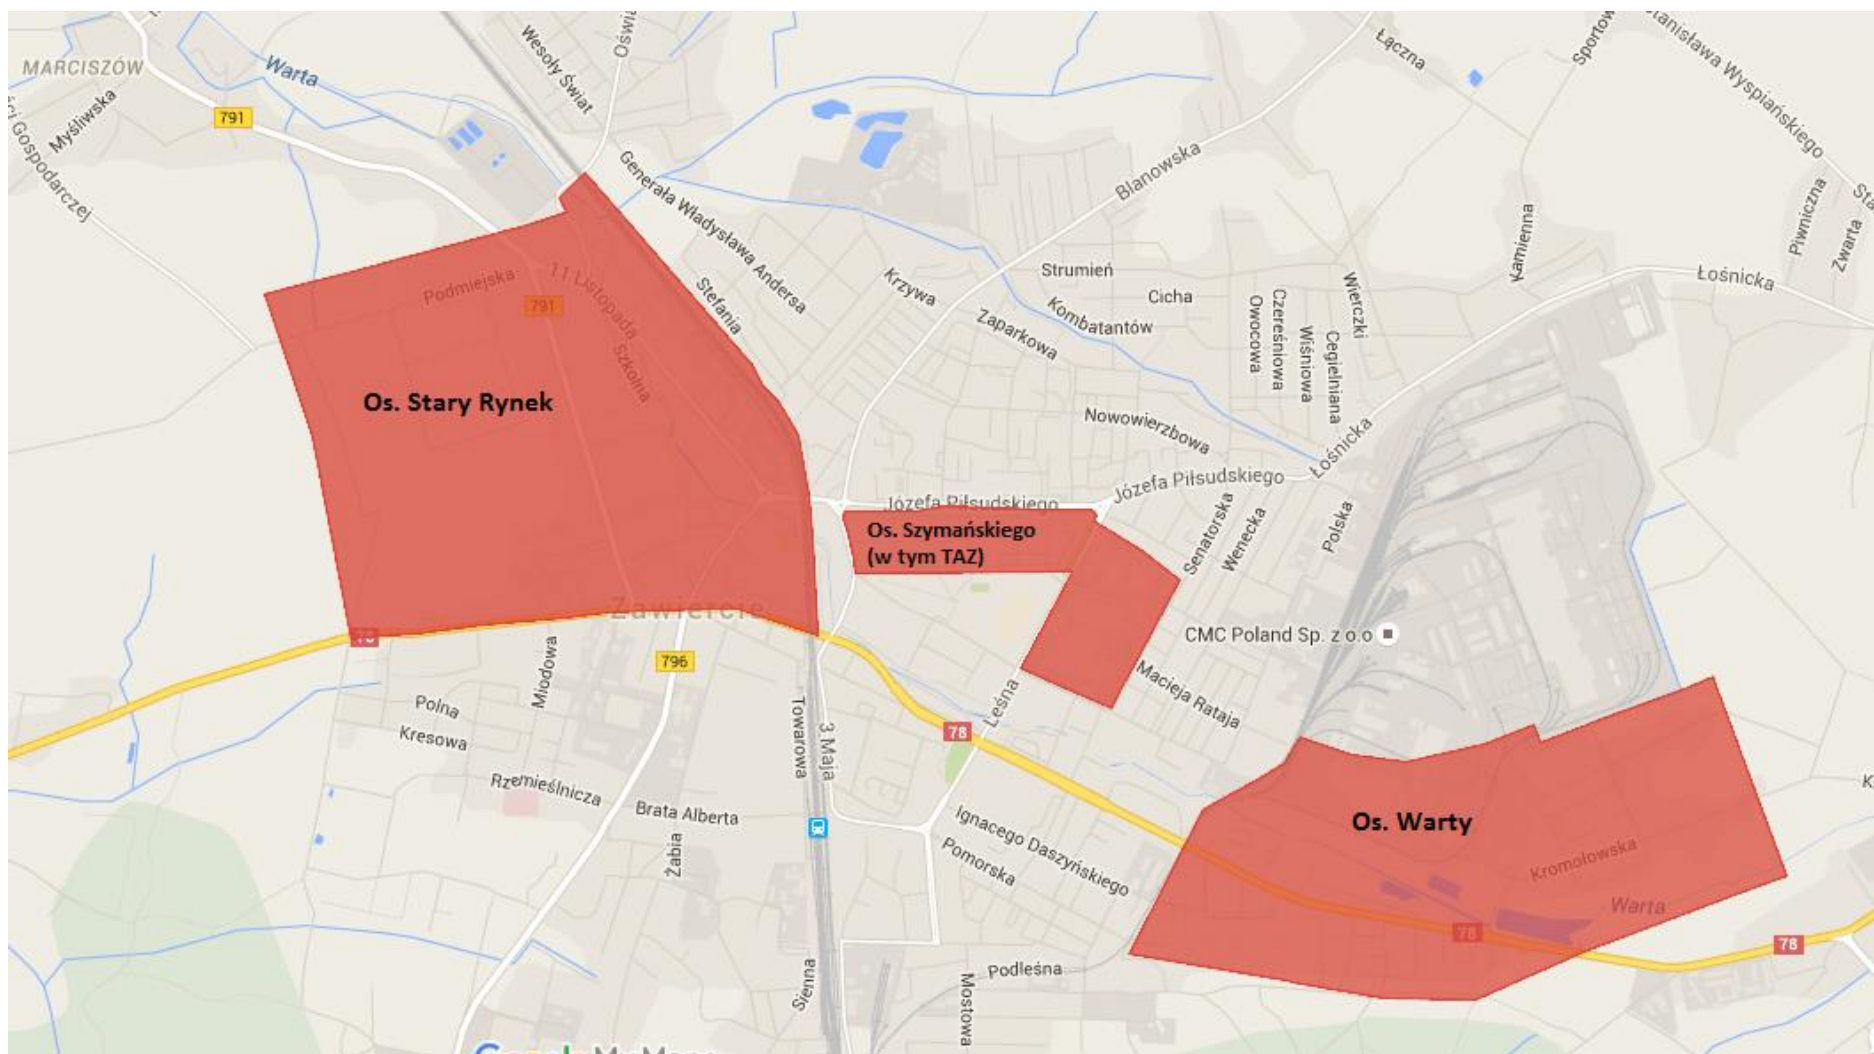 Wesoły Świat
Łączna
Stanisława Wyspiańskiego
MARCISZÓW
Warta
Myśliwska
791
Generała Władysława Andersa
Blanowska
Piwniczna
Zwarta
Kamienna
Strumień
Łośnicka
Podmiejska
11 Listopada
791
Stefania
Krzywa
Cicha
Kombatantów
Zaparkowa
Owocowa
Czereśniowa
Wiśniowa
Cegielniana
Wierczki
Szkolna
Os. Stary Rynek
Nowowierzbowa
Łośnicka
Józefa Piłsudskiego
Józefa Piłsudskiego
Os. Szymańskiego
(w tym TAZ)
Senatorska
Wenecka
Polska
Zawiercie
78
CMC Poland Sp. z o.o
796
Miodowa
Polna
Kresowa
Macieja Rataja
Leśna
Towarowa
3 Maja
78
Rzemieślnicza
Brata Alberta
Żabia
Ignacego Daszyńskiego
Pomorska
Os. Warty
Kromołowska
Warta
78
78
Podleśna
Sienna
Mostowa